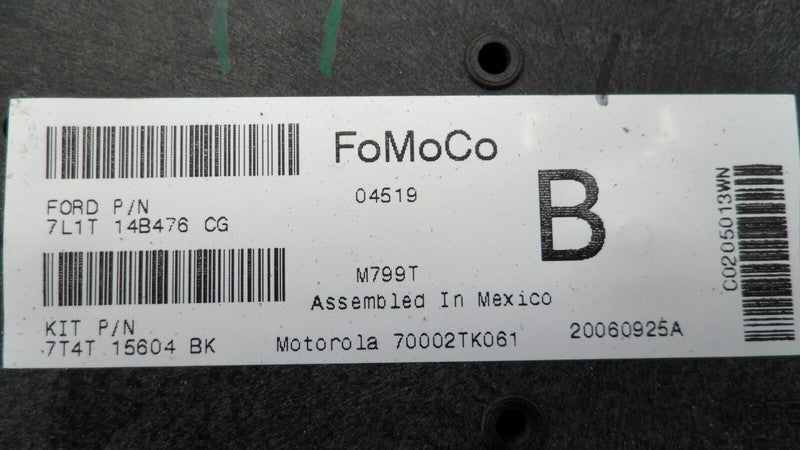 FoMoCo
04519
B
FORD P/N
7L1T 14B476 CG
M799T
Assembled In Mexico
KIT P/N
7T4T 15604 BK
Motorola 70002TK061
20060925A
C0205013WN